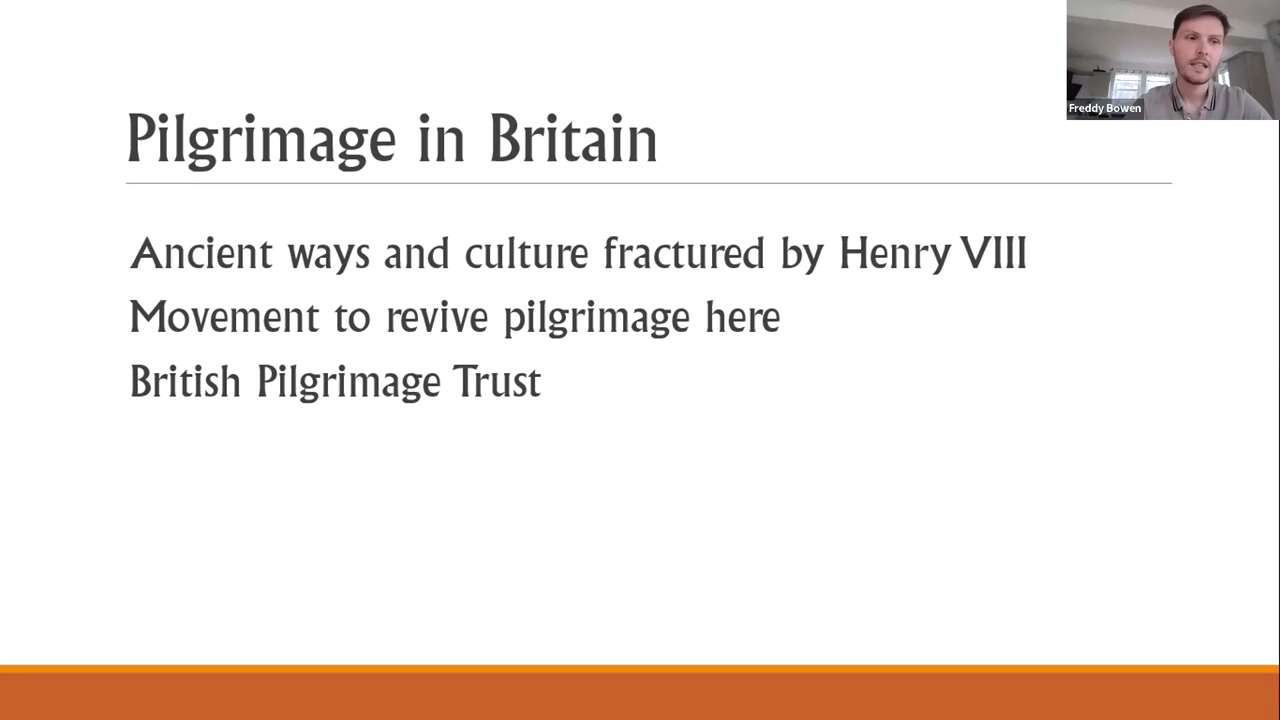 Freddy Bowen
Pilgrimage in Britain
Ancient ways and culture fractured by Henry VIII
Movement to revive pilgrimage here
British Pilgrimage Trust